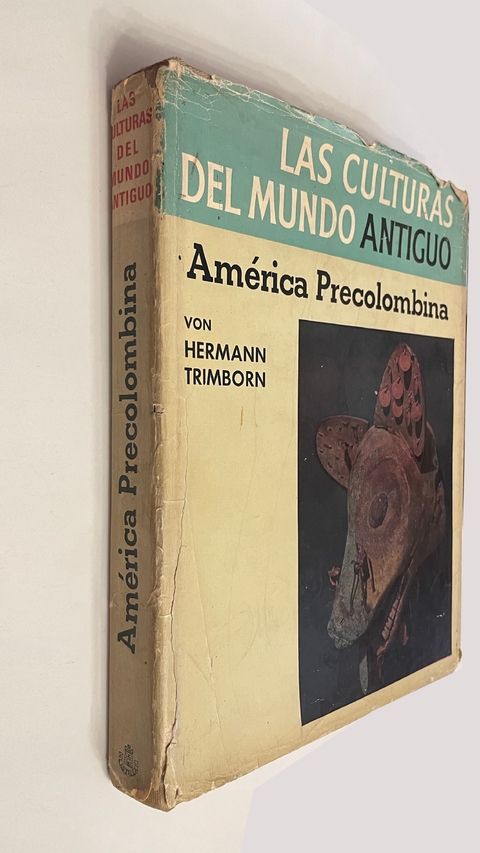 LAS
CULTURAS
DEL
MUNDO
ANTIGUO
América Precolombina
LAS CULTURAS
DEL MUNDO ANTIGUO
América Precolombina
VON
HERMANN
TRIMBORN